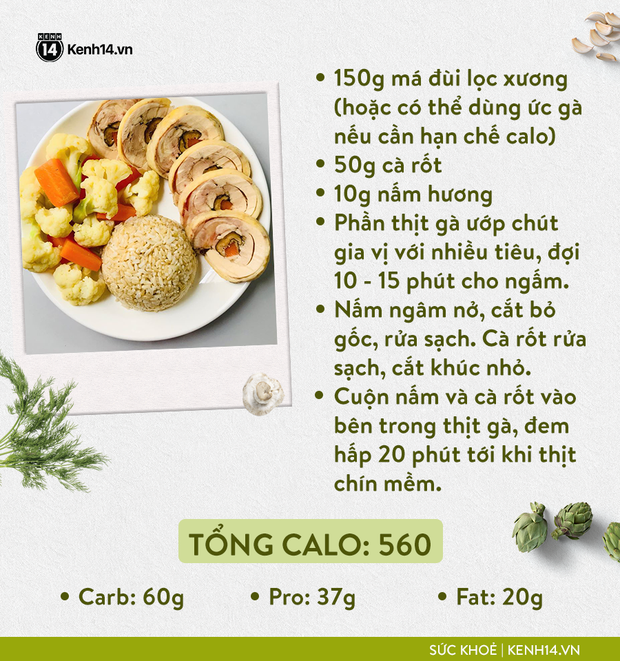 KENH
14
Kenh14.vn
• 150g má đùi lọc xương
(hoặc có thể dùng ức gà
nếu cần hạn chế calo)
• 50g cà rốt
• 10g nấm hương
• Phần thịt gà ướp chút
gia vị với nhiều tiêu, đợi
10 - 15 phút cho ngấm.
• Nấm ngâm nở, cắt bỏ
gốc, rửa sạch. Cà rốt rửa
sạch, cắt khúc nhỏ.
• Cuộn nấm và cà rốt vào
bên trong thịt gà, đem
hấp 20 phút tới khi thịt
chín mềm.
TỔNG CALO: 560
• Carb: 60g • Pro: 37g • Fat: 20g
SỨC KHOẺ | KENH14.VN